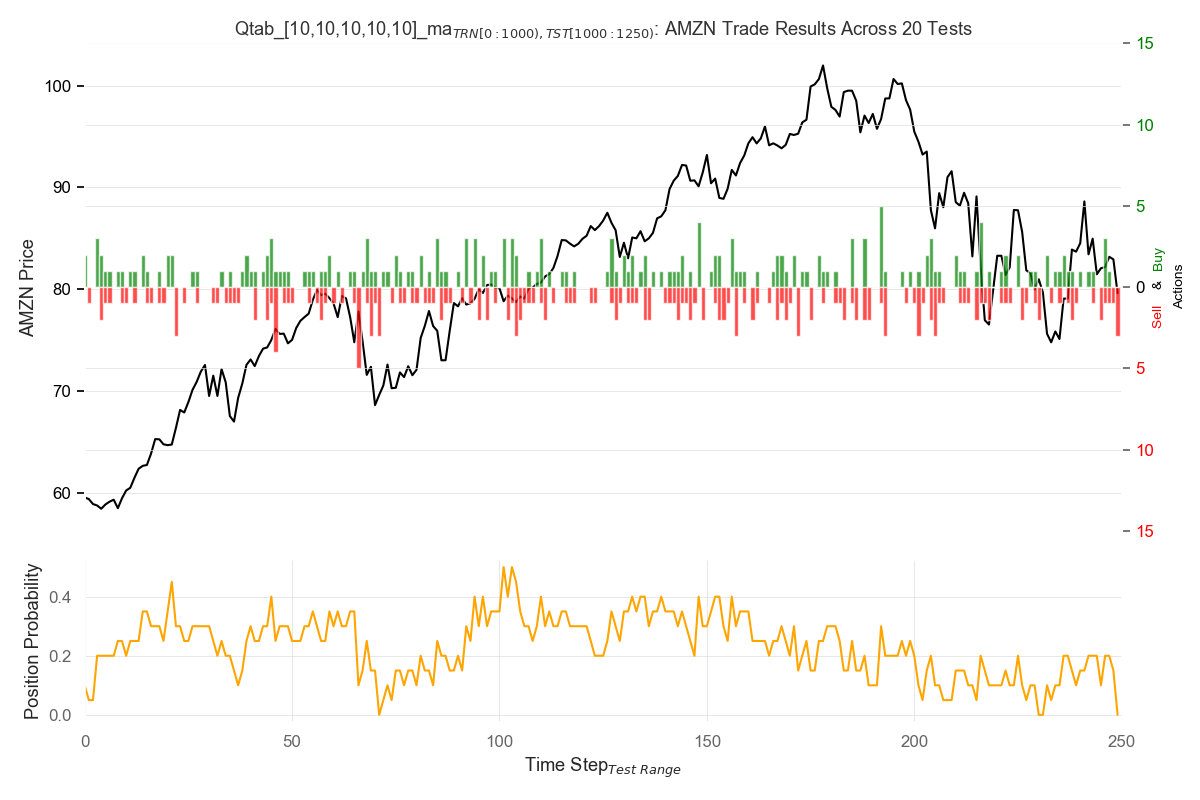 Qtab_[10,10,10,10,10]_ma_TRN[0:1000),TST[1000:1250): AMZN Trade Results Across 20 Tests
AMZN Price
100
90
80
70
60
15
10
5
0
5
10
15
Sell & Buy
Actions
Position Probability
0.4
0.2
0.0
0 50 100 150 200 250
Time Step Test Range